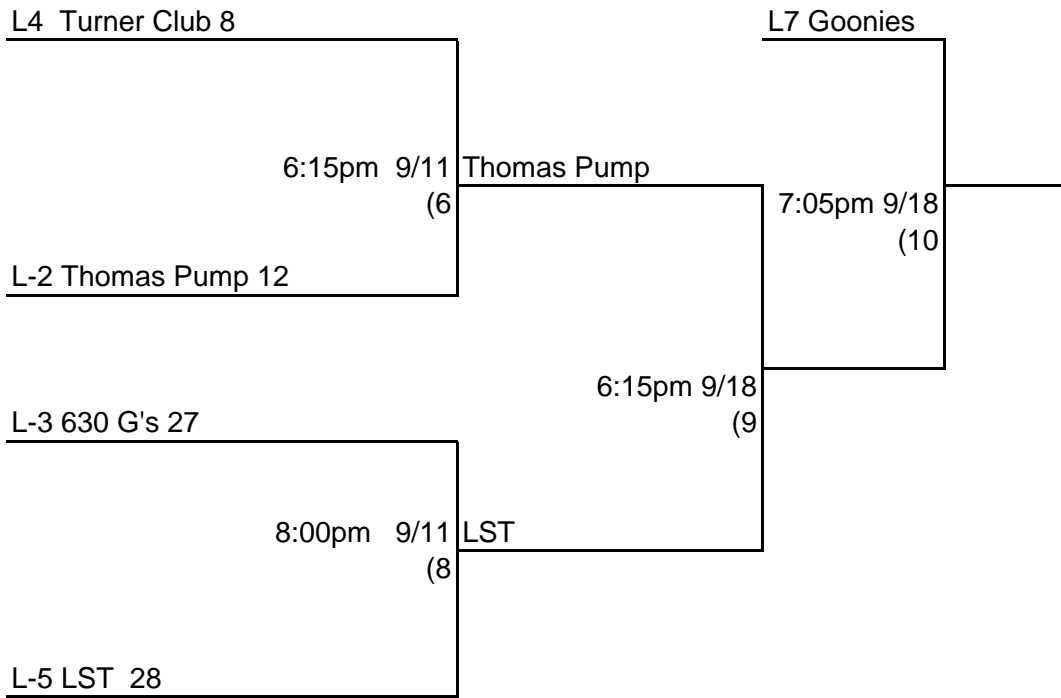 L4  Turner Club 8
L7 Goonies
6:15pm  9/11
Thomas Pump
(6
7:05pm 9/18
(10
L-2 Thomas Pump 12
6:15pm 9/18
(9
L-3 630 G's 27
8:00pm   9/11
LST
(8
L-5 LST  28